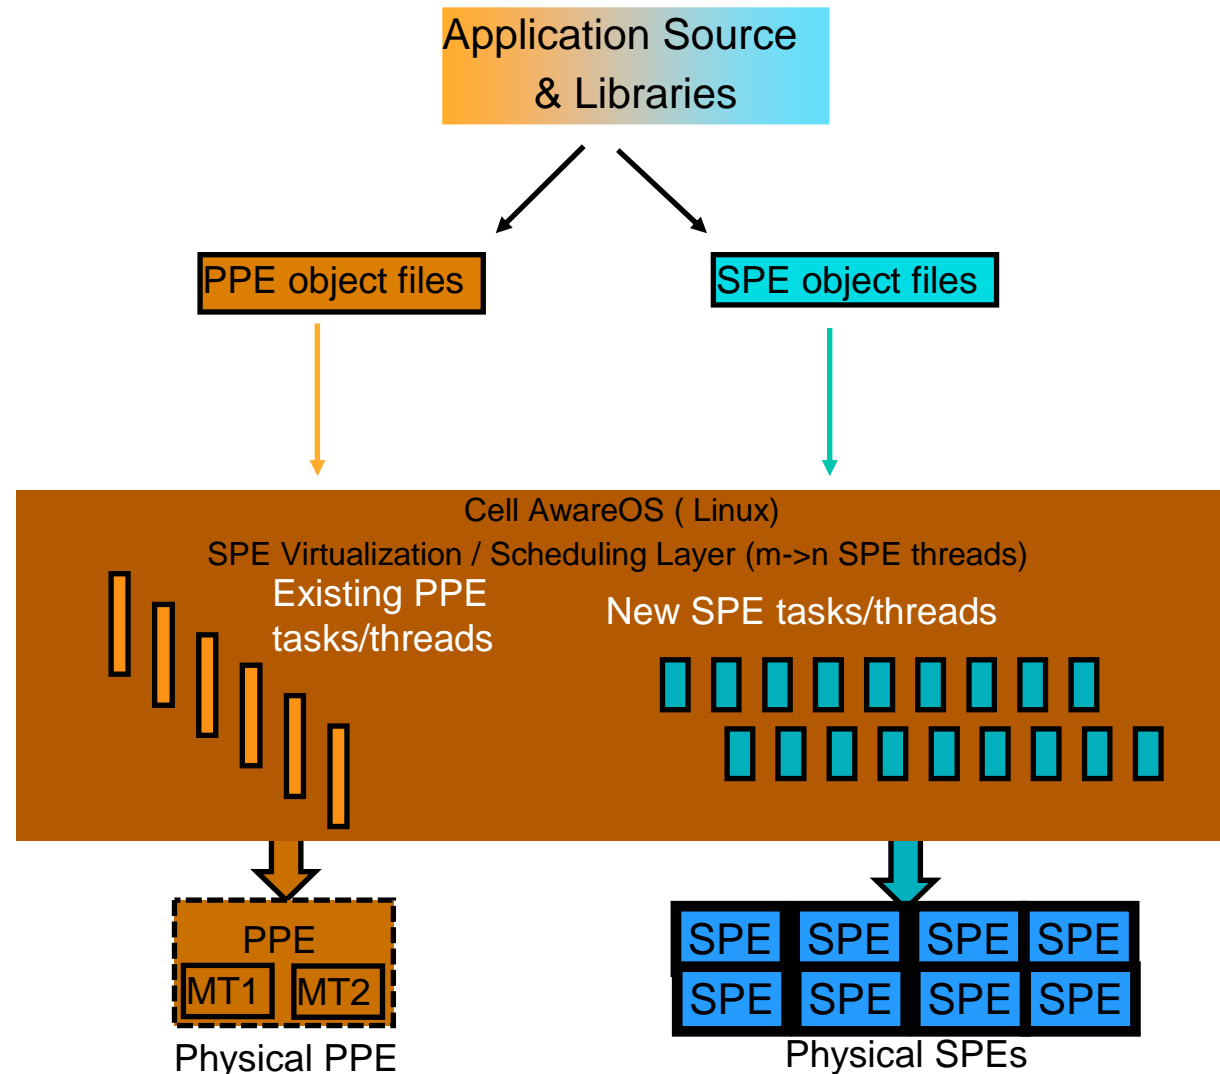 Application Source
& Libraries
PPE object files
SPE object files
Cell AwareOS ( Linux)
SPE Virtualization / Scheduling Layer (m->n SPE threads)
Existing PPE
tasks/threads
New SPE tasks/threads
PPE
MT1 MT2
Physical PPE
SPE SPE SPE SPE
SPE SPE SPE SPE
Physical SPEs